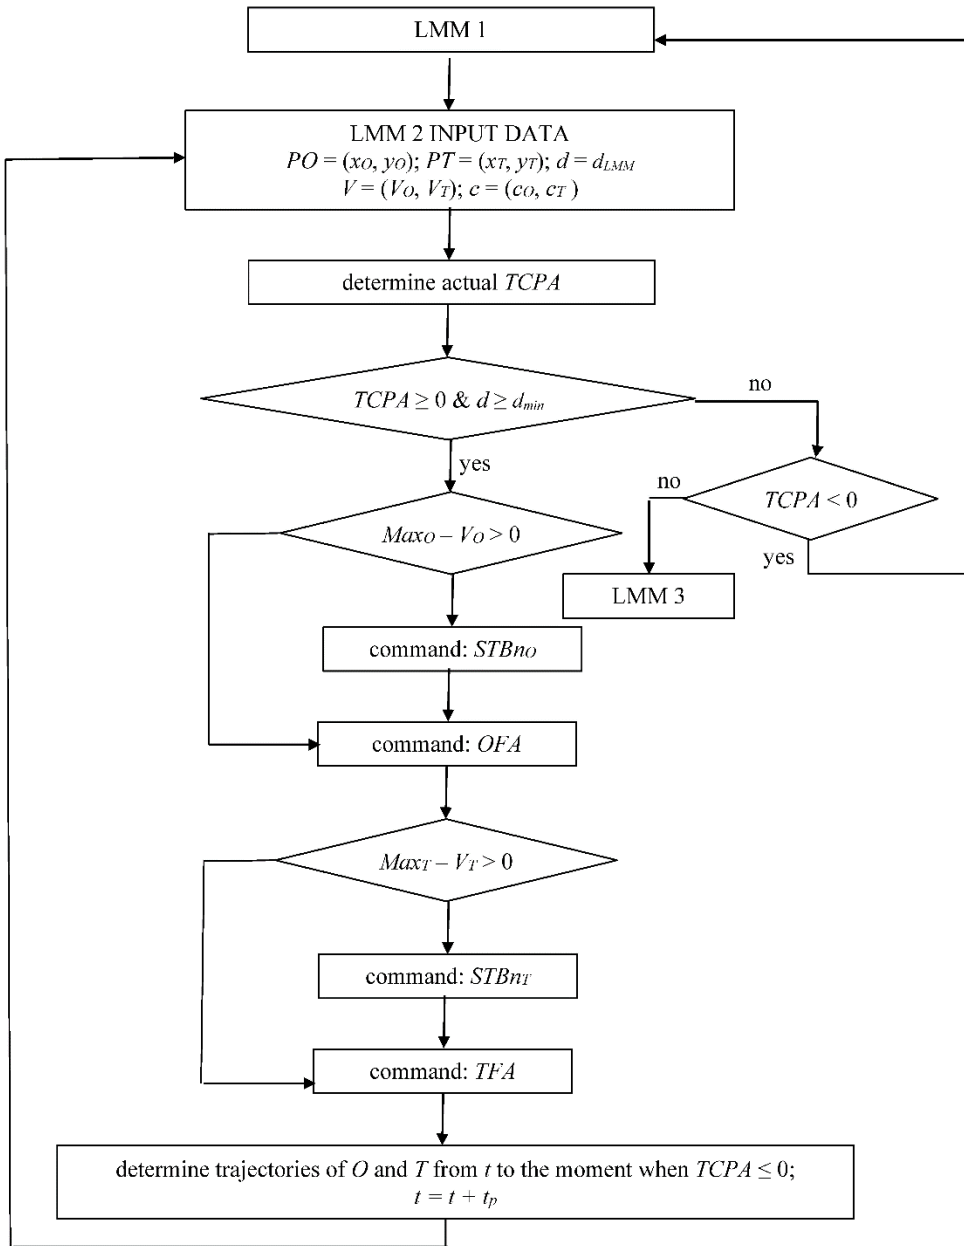 LMM 1
LMM 2 INPUT DATA
PO = (xO, yO); PT = (xT, yT); d = dLMM
V = (VO, VT); c = (cO, cT )
determine actual TCPA
TCPA ≥ 0 & d ≥ dmin
no
yes
no
TCPA < 0
MaxO – VO > 0
yes
LMM 3
command: STBnO
command: OFA
MaxT – VT > 0
command: STBnT
command: TFA
determine trajectories of O and T from t to the moment when TCPA ≤ 0;
t = t + tp